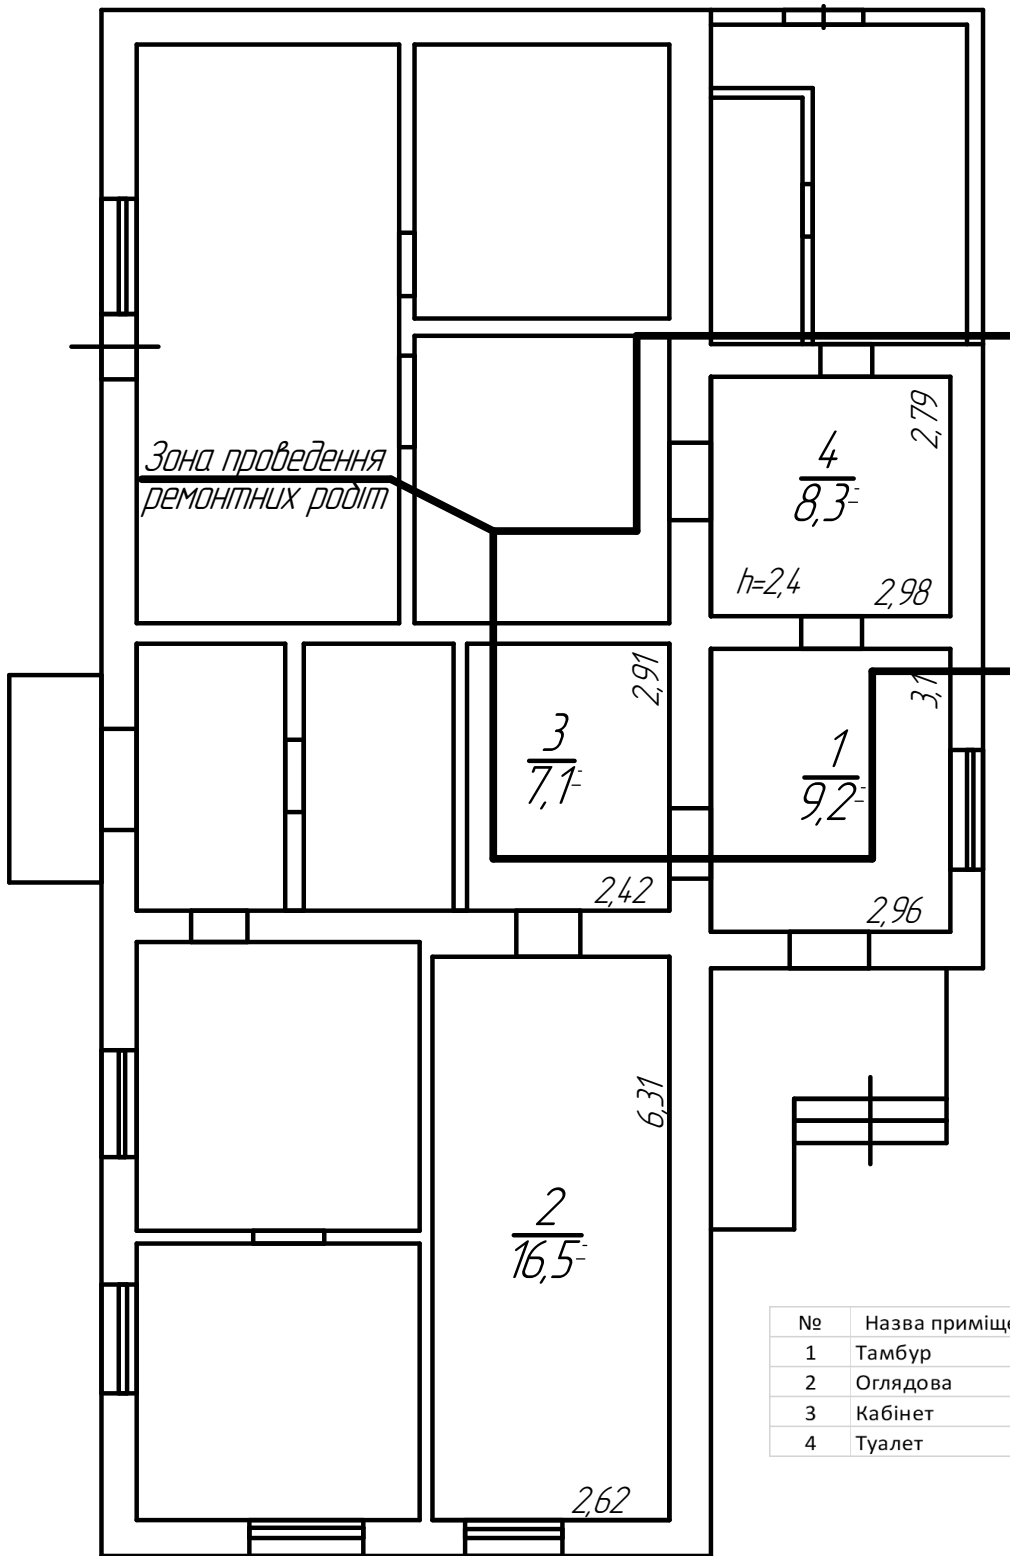 2,79
4
8,3
h=2,4
2,98
Зона проведення
ремонтних родіт
2,91
3
7,1
2,42
3,1
1
9,2
2,96
6,31
2
16,5
2,62
№ Назва приміще
1 Тамбур
2 Оглядова
3 Кабінет
4 Туалет